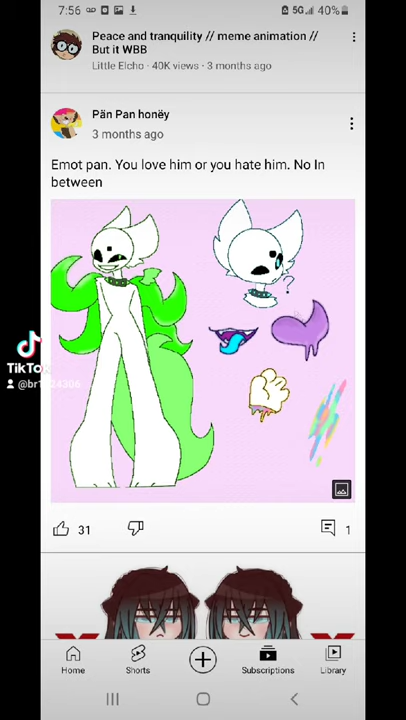 7:56
5G 40%
Peace and tranquility // meme animation //
But it WBB
Little Elcho · 40K views · 3 months ago
Pän Pan honëy
3 months ago
Emot pan. You love him or you hate him. No In
between
?
TikTok
31
1
Home
Shorts
Subscriptions
Library